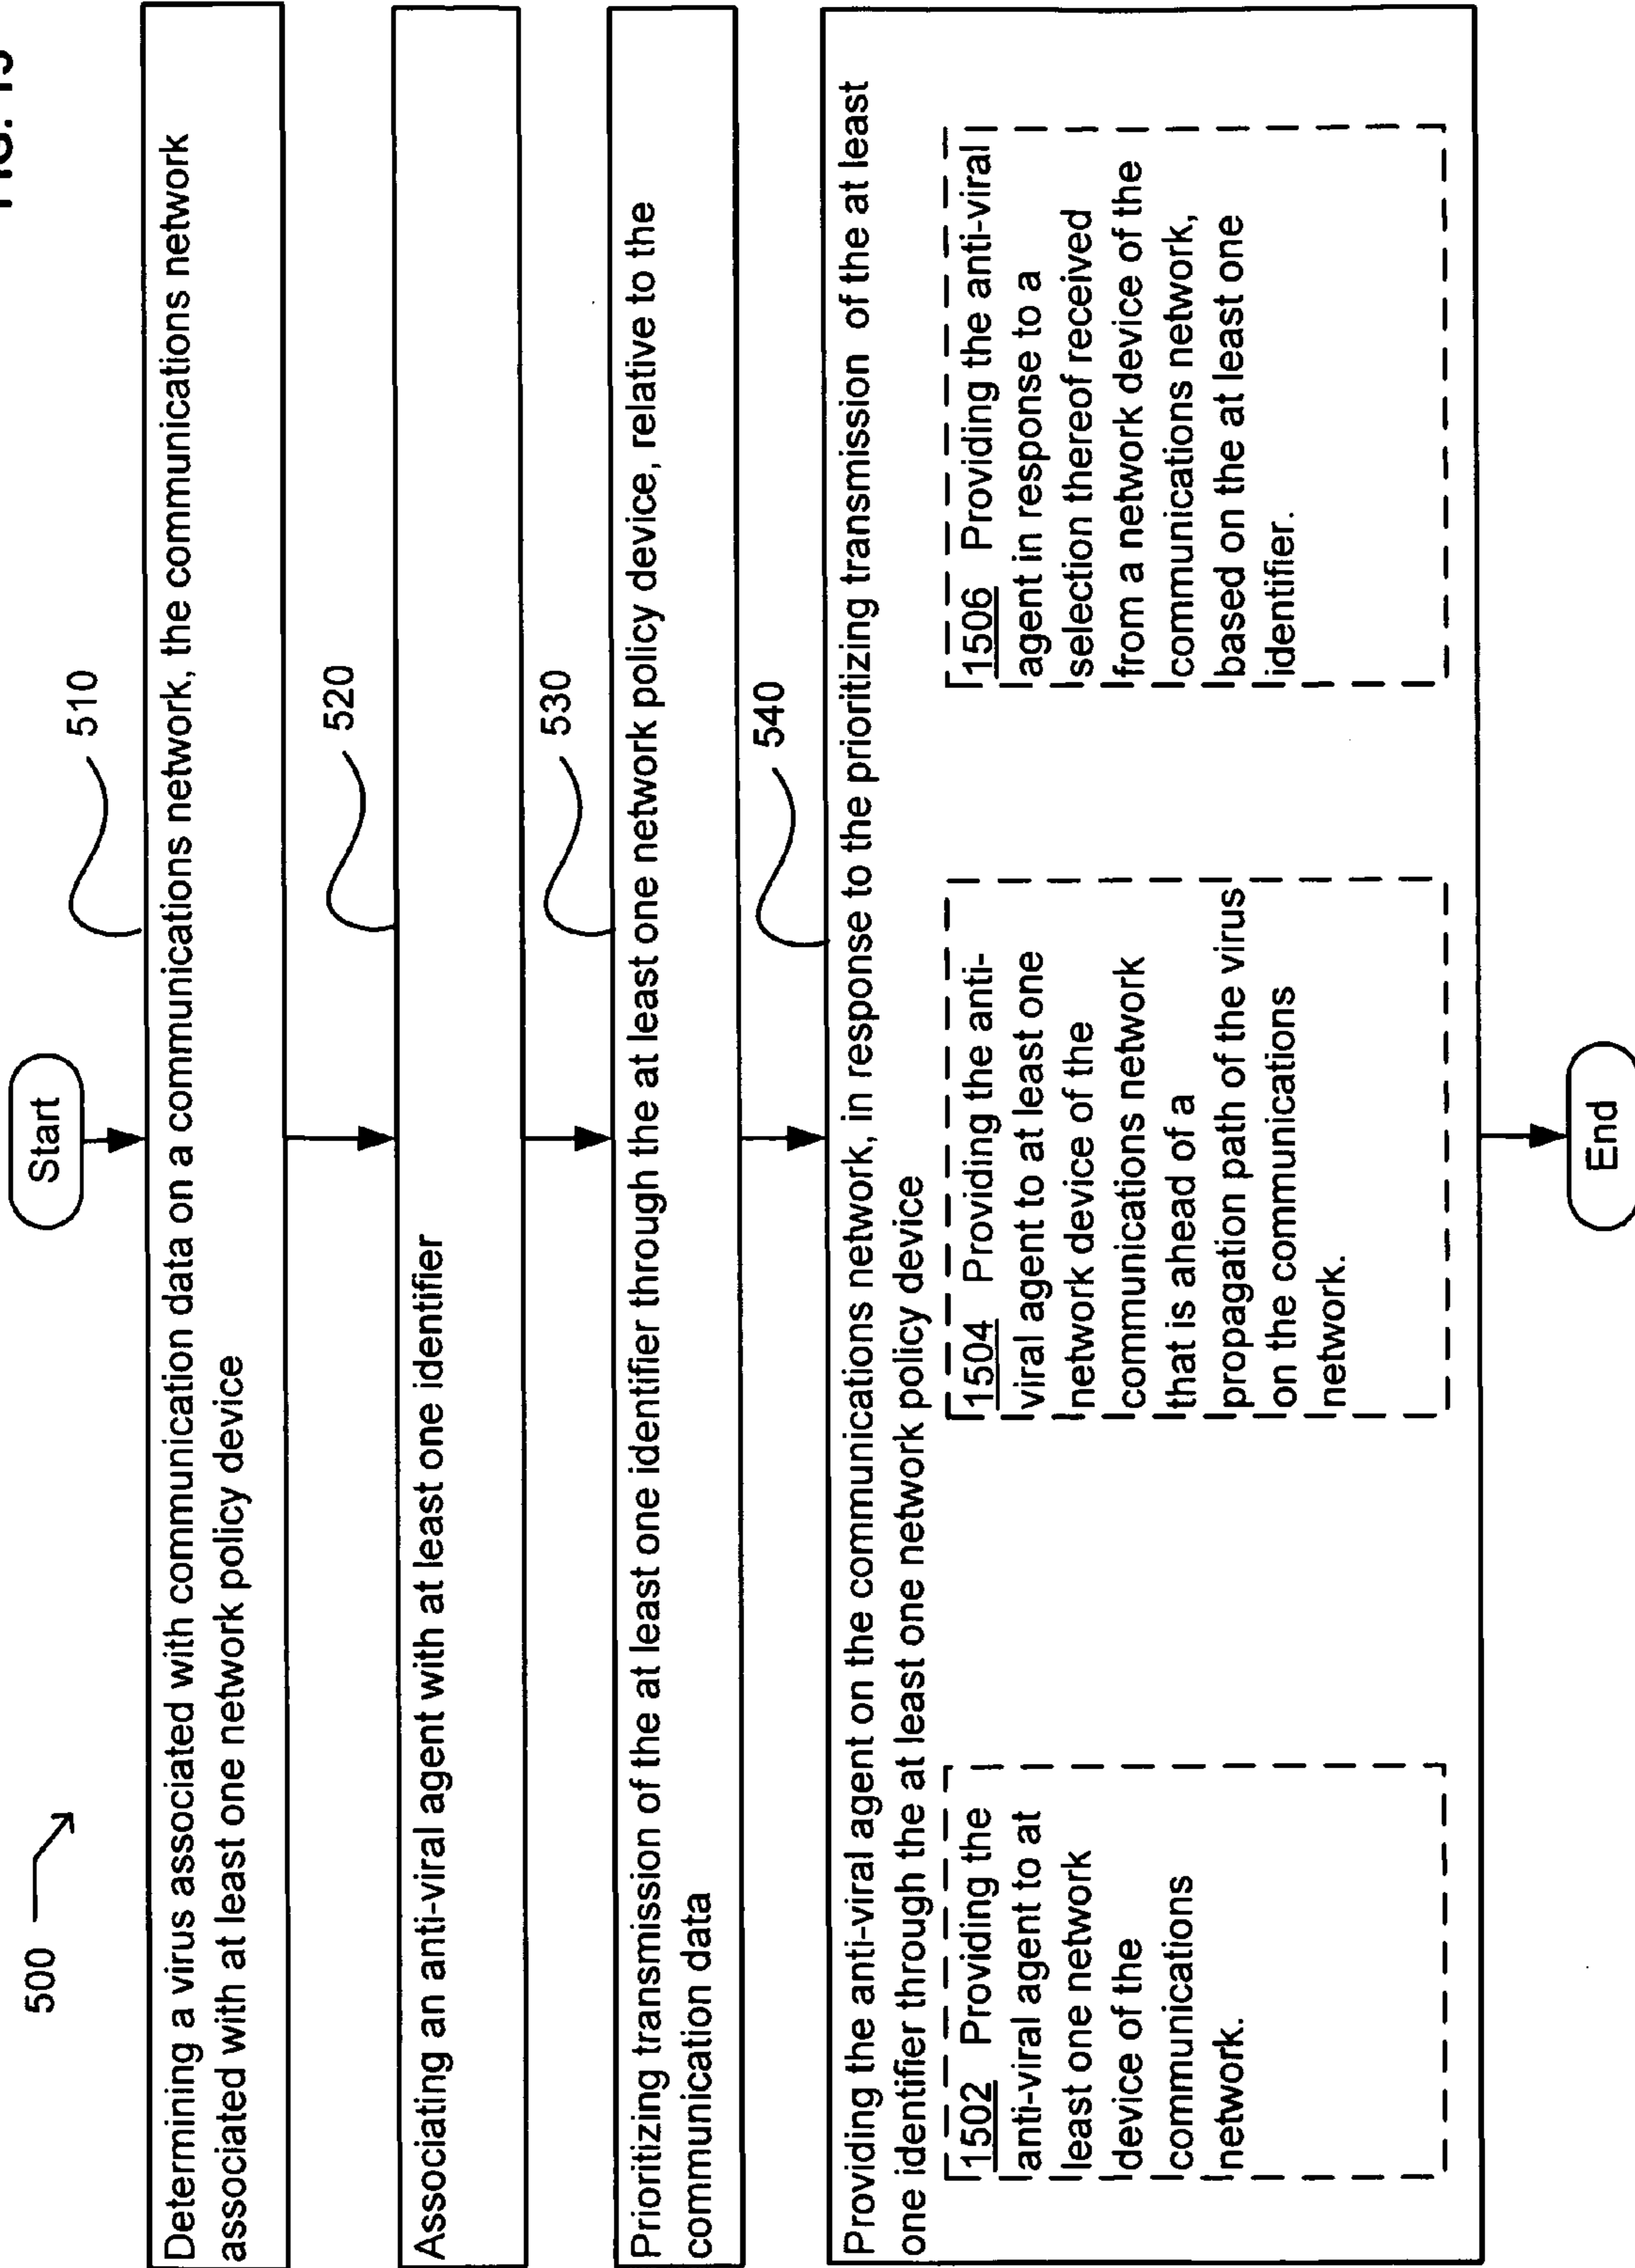 500
Start
510
Determining a virus associated with communication data on a communications network, the communications network
associated with at least one network policy device
520
Associating an anti-viral agent with at least one identifier
530
Prioritizing transmission of the at least one identifier through the at least one network policy device, relative to the
communication data
540
Providing the anti-viral agent on the communications network, in response to the prioritizing transmission of the at least
one identifier through the at least one network policy device
1502 Providing the
anti-viral agent to at
least one network
device of the
communications
network.
1504 Providing the anti-
viral agent to at least one
network device of the
communications network
that is ahead of a
propagation path of the virus
on the communications
network.
1506 Providing the anti-viral
agent in response to a
selection thereof received
from a network device of the
communications network,
based on the at least one
identifier.
End